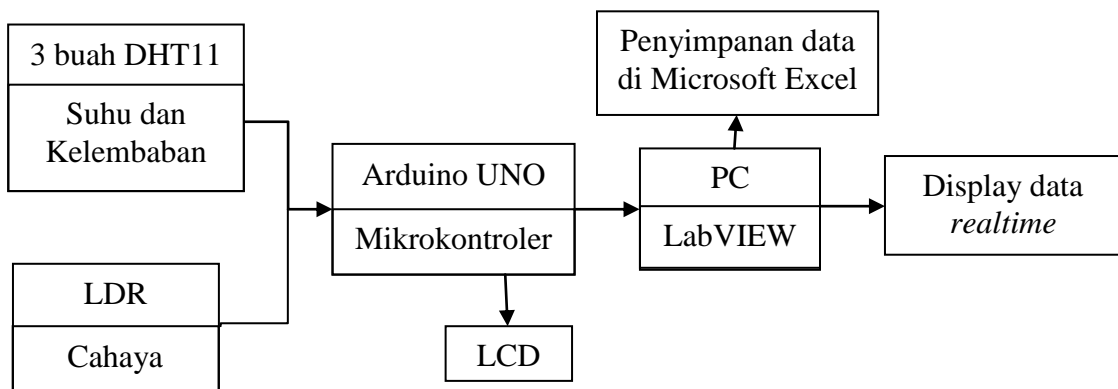 3 buah DHT11
Suhu dan
Kelembaban
LDR
Cahaya
Arduino UNO
Mikrokontroler
LCD
Penyimpanan data
di Microsoft Excel
PC
LabVIEW
Display data
realtime